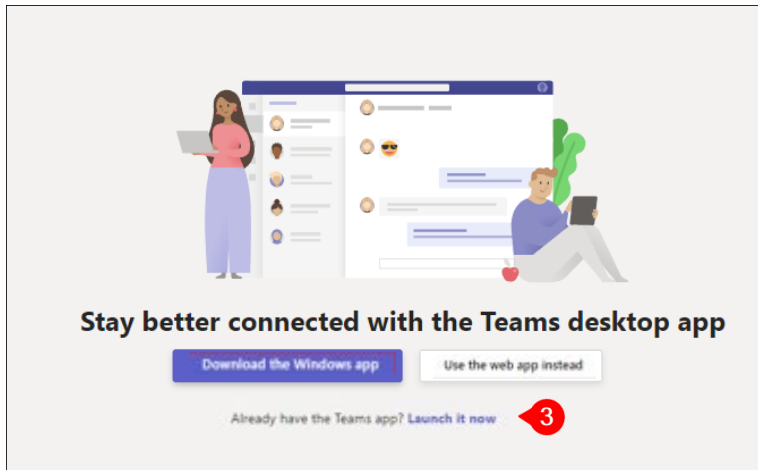 Stay better connected with the Teams desktop app
Download the Windows app
Use the web app instead
Already have the Teams app? Launch it now
3